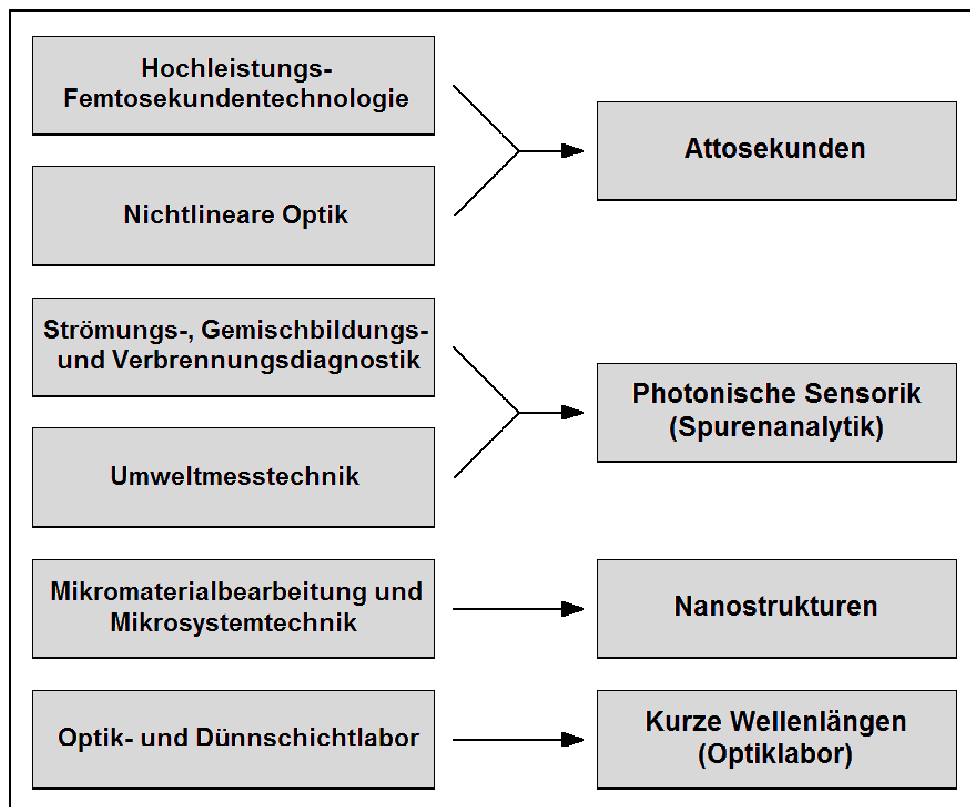 Hochleistungs-
Femtosekundentechnologie
Nichtlineare Optik
Attosekunden
Strömungs-, Gemischbildungs-
und Verbrennungsdiagnostik
Umweltmesstechnik
Photonische Sensorik
(Spurenanalytik)
Mikromaterialbearbeitung und
Mikrosystemtechnik
Nanostrukturen
Optik- und Dünnschichtlabor
Kurze Wellenlängen
(Optiklabor)